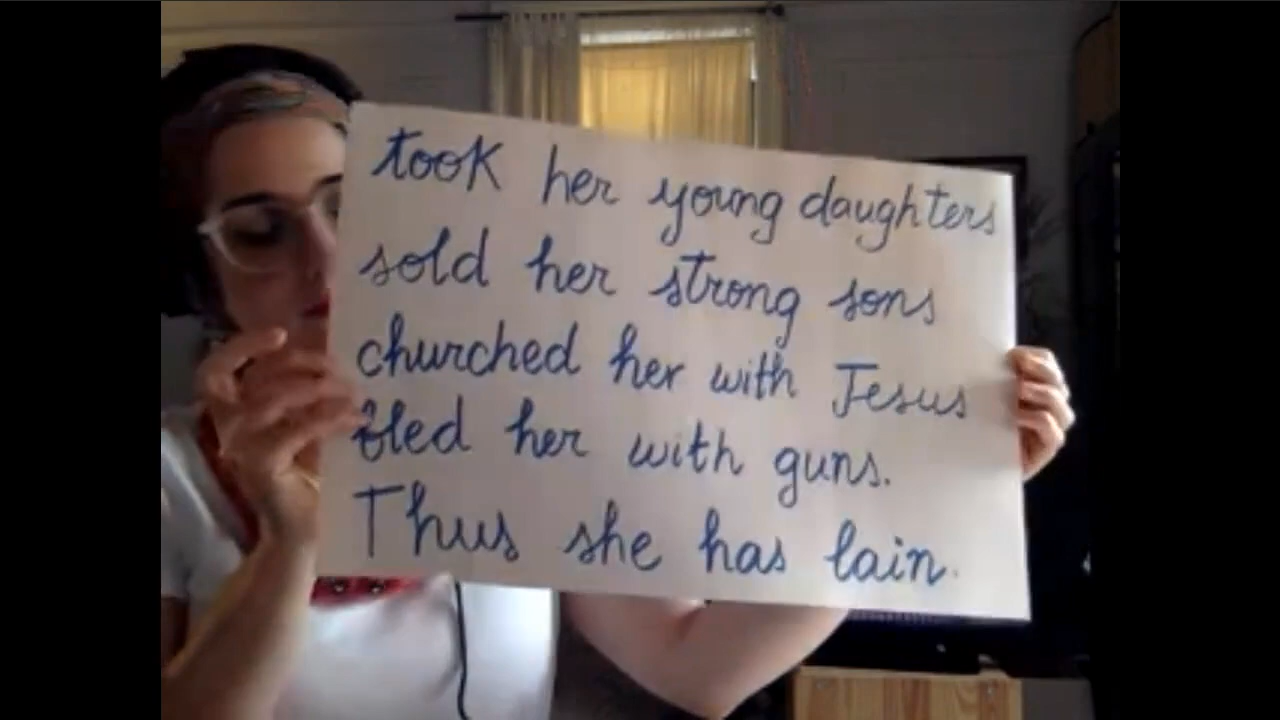 took her young daughters
sold her strong sons
churched her with Jesus
bled her with guns.
Thus she has lain.